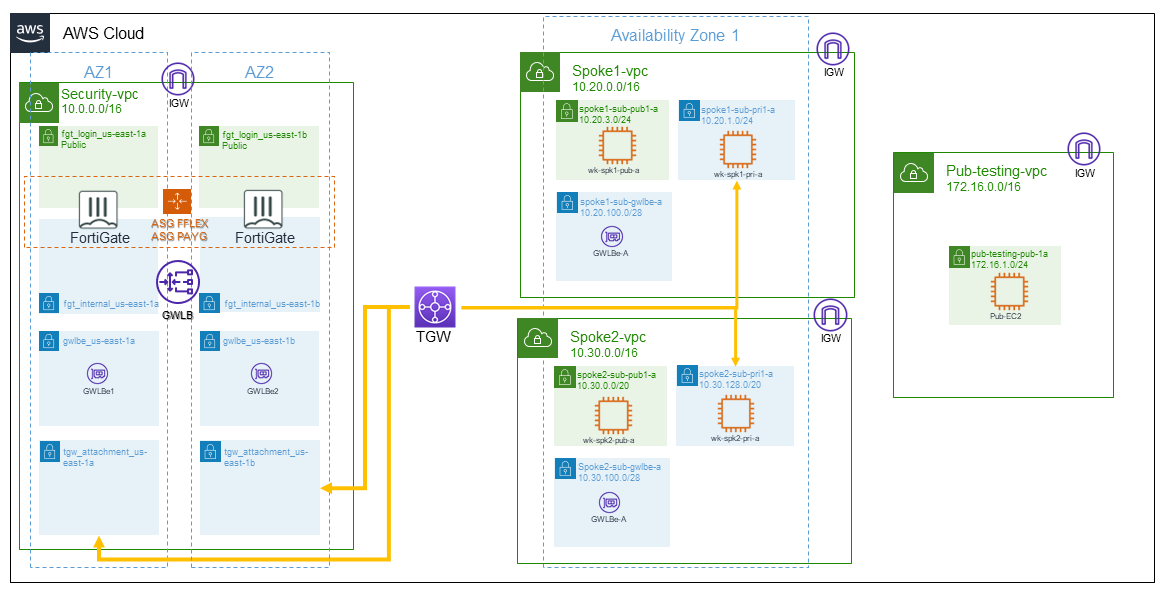 aws
AWS Cloud
AZ1
AZ2
IGW
Security-vpc
10.0.0.0/16
fgt_login_us-east-1a
Public
fgt_login_us-east-1b
Public
FortiGate
ASG FFLEX
ASG PAYG
FortiGate
fgt_internal_us-east-1a
GWLB
fgt_internal_us-east-1b
gwlbe_us-east-1a
GWLBe1
gwlbe_us-east-1b
GWLBe2
tgw_attachment_us-
east-1a
tgw_attachment_us-
east-1b
TGW
Availability Zone 1
IGW
Spoke1-vpc
10.20.0.0/16
spoke1-sub-pub1-a
10.20.3.0/24
wk-spk1-pub-a
spoke1-sub-pri1-a
10.20.1.0/24
wk-spk1-pri-a
spoke1-sub-gwlbe-a
10.20.100.0/28
GWLBe-A
IGW
Spoke2-vpc
10.30.0.0/16
spoke2-sub-pub1-a
10.30.0.0/20
wk-spk2-pub-a
spoke2-sub-pri1-a
10.30.128.0/20
wk-spk2-pri-a
Spoke2-sub-gwlbe-a
10.30.100.0/28
GWLBe-A
IGW
Pub-testing-vpc
172.16.0.0/16
pub-testing-pub-1a
172.16.1.0/24
Pub-EC2